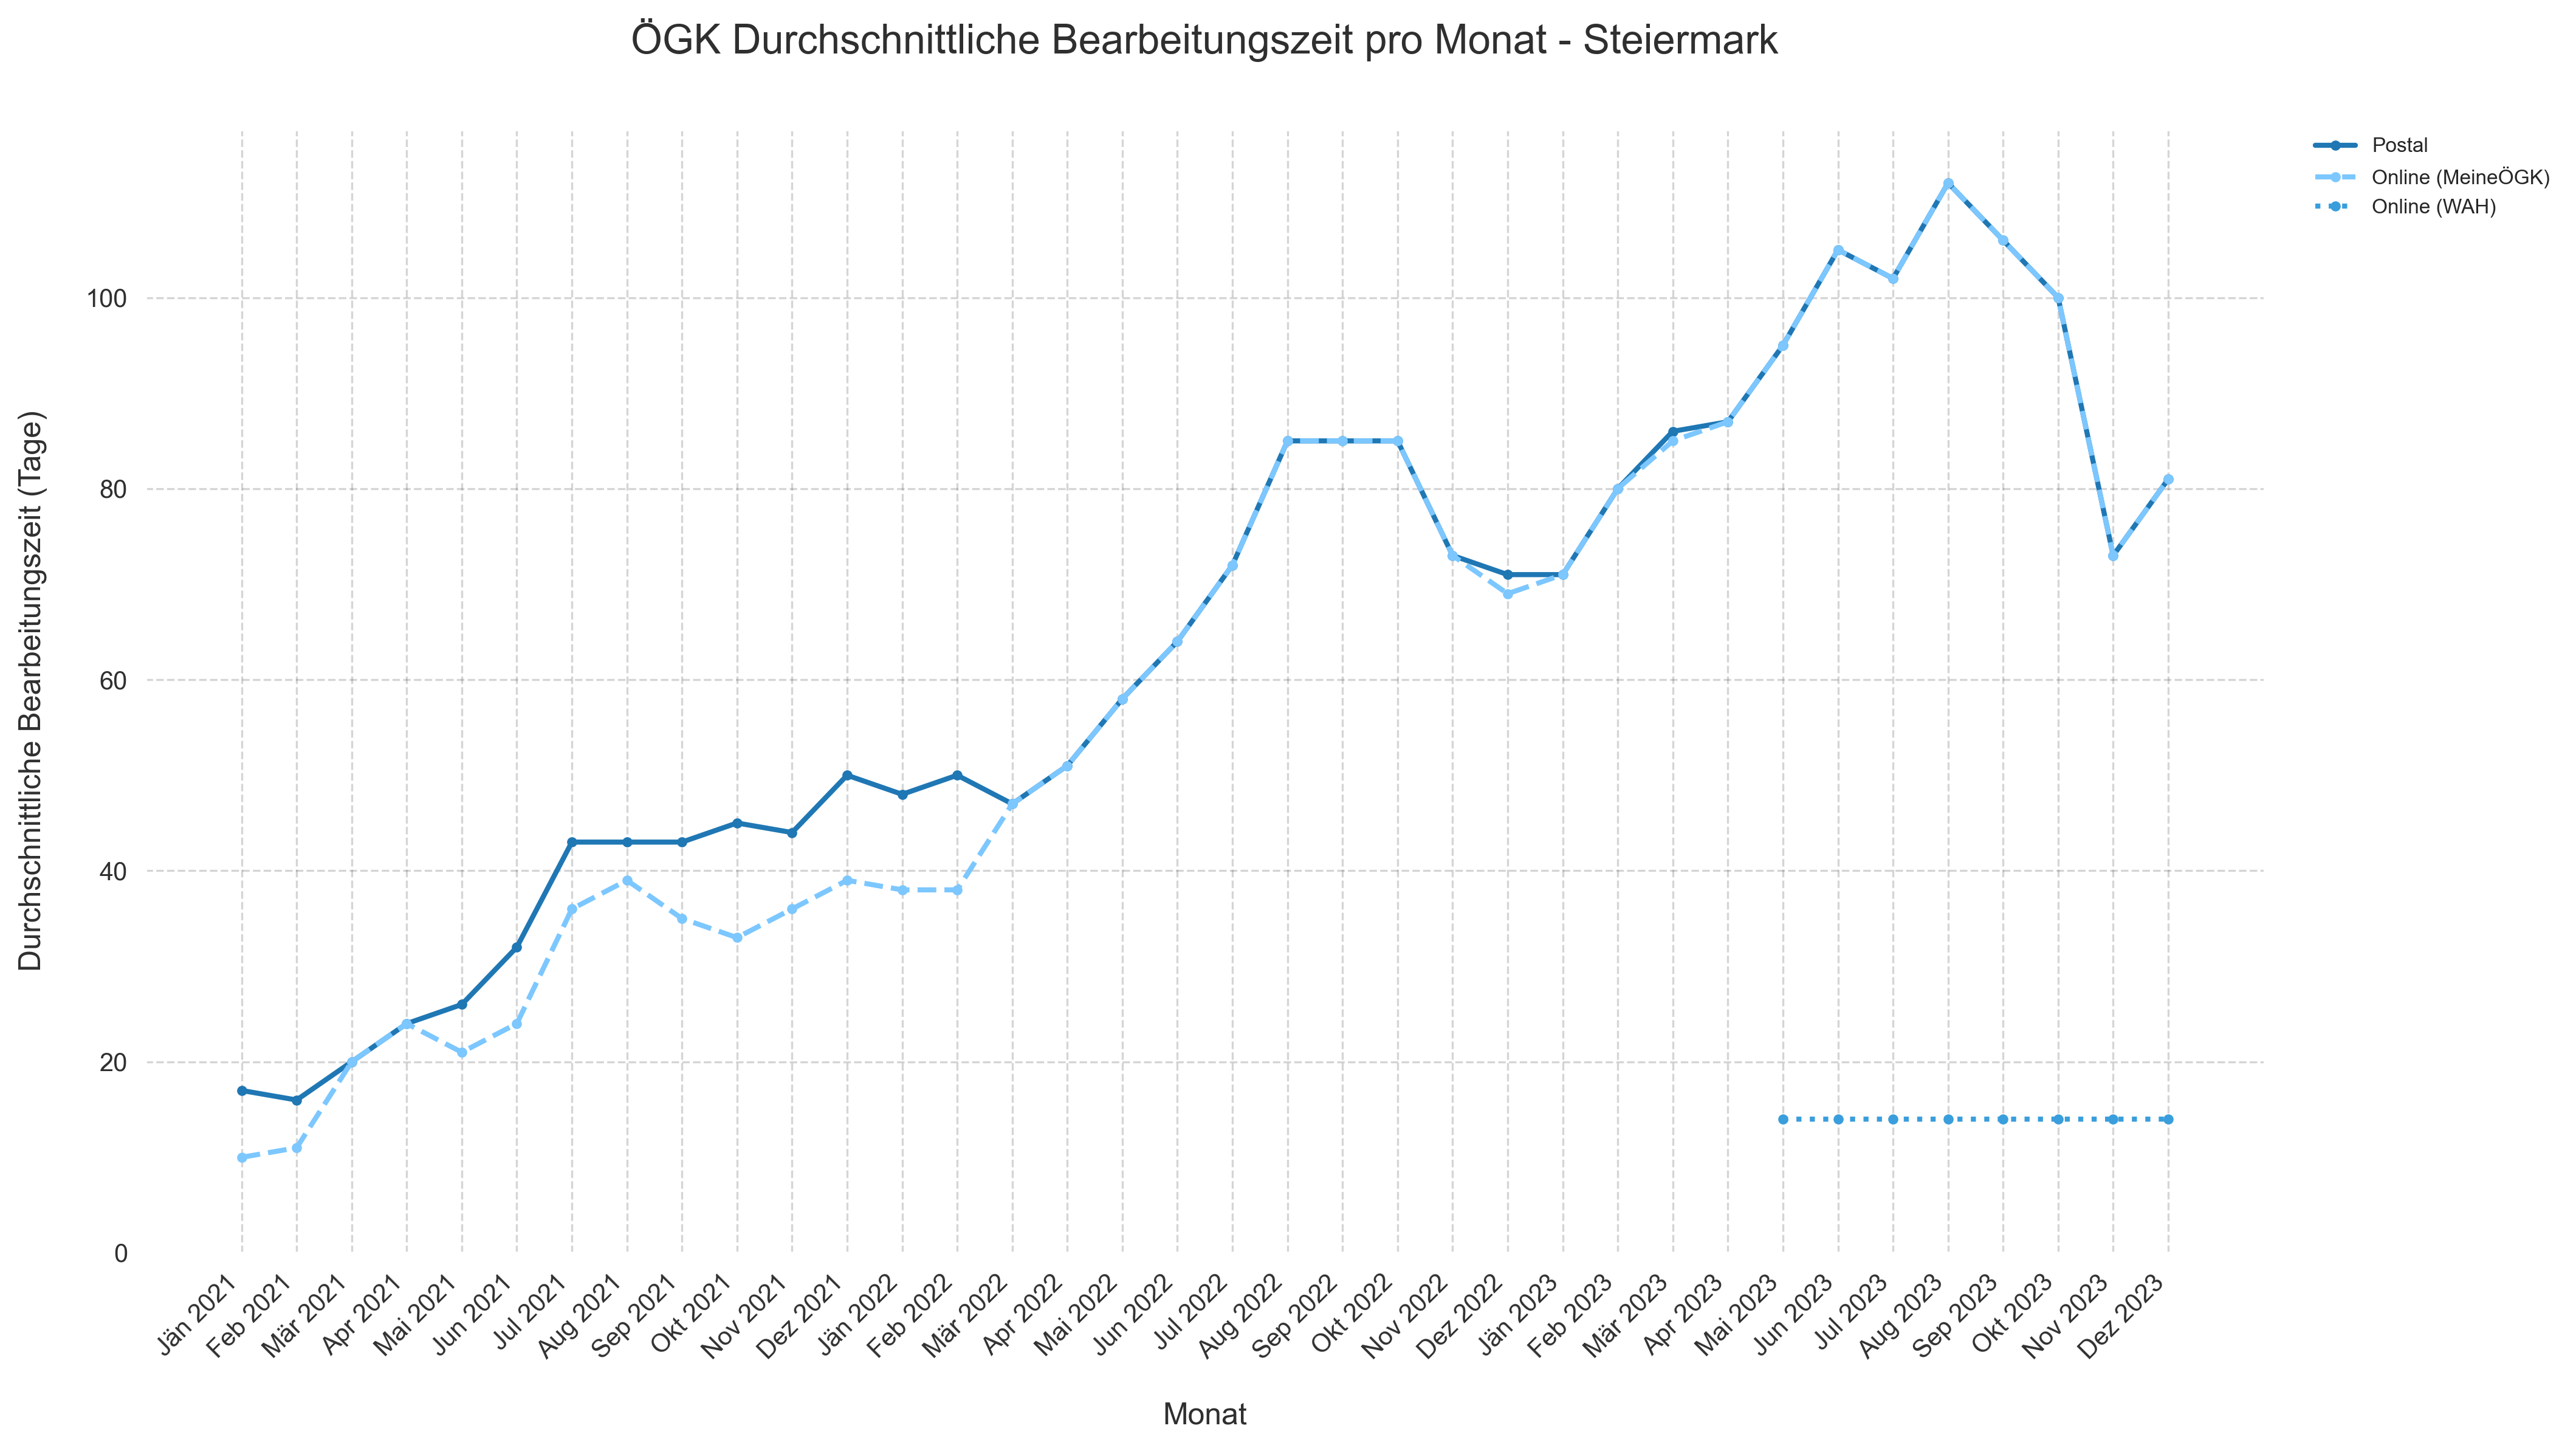 ÖGK Durchschnittliche Bearbeitungszeit pro Monat - Steiermark
Postal
Online (MeineÖGK)
Online (WAH)
Durchschnittliche Bearbeitungszeit (Tage)
100
80
60
40
20
0
Jän 2021
Feb 2021
Mär 2021
Apr 2021
Mai 2021
Jun 2021
Jul 2021
Aug 2021
Sep 2021
Okt 2021
Nov 2021
Dez 2021
Jän 2022
Feb 2022
Mär 2022
Apr 2022
Mai 2022
Jun 2022
Jul 2022
Aug 2022
Sep 2022
Okt 2022
Nov 2022
Dez 2022
Jän 2023
Feb 2023
Mär 2023
Apr 2023
Mai 2023
Jun 2023
Jul 2023
Aug 2023
Sep 2023
Okt 2023
Nov 2023
Dez 2023
Monat